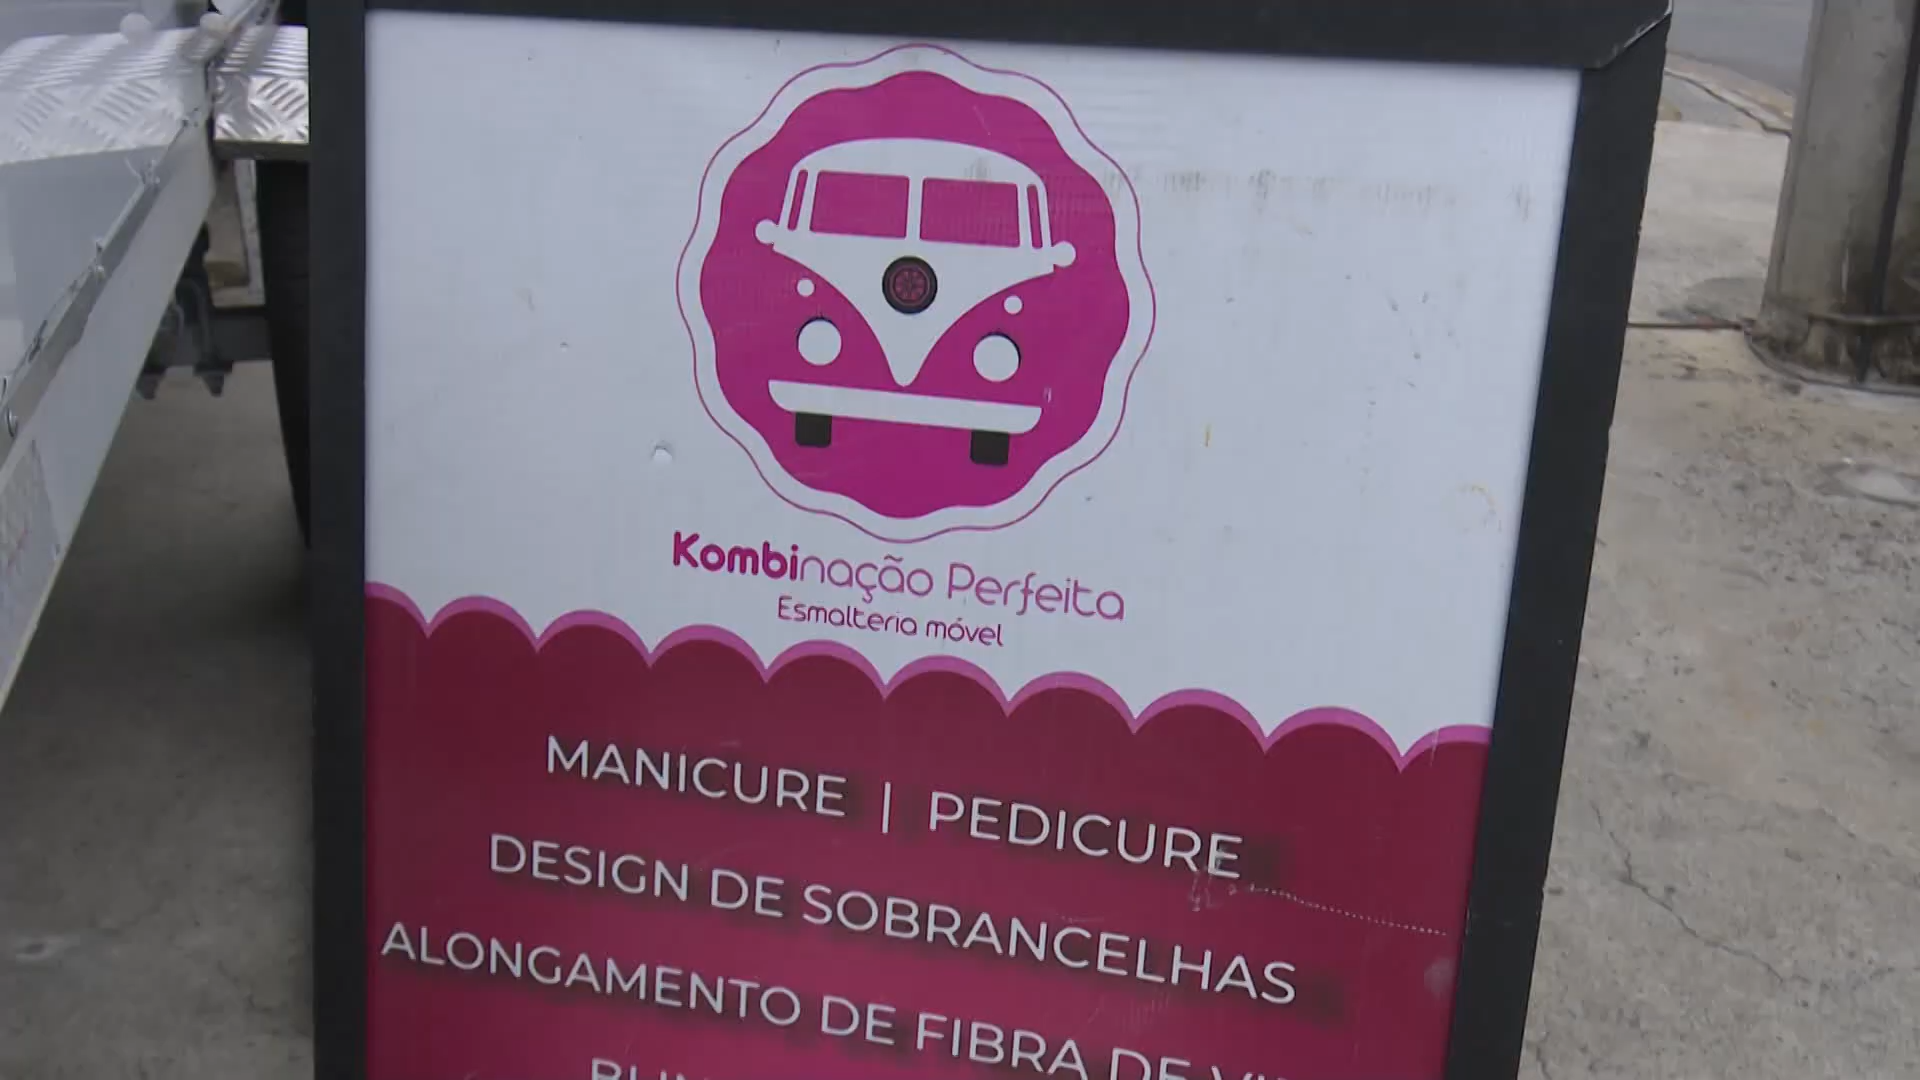 Kombinação Perfeita
Esmalteria móvel
MANICURE | PEDICURE
DESIGN DE SOBRANCELHAS
ALONGAMENTO DE FIBRA DE